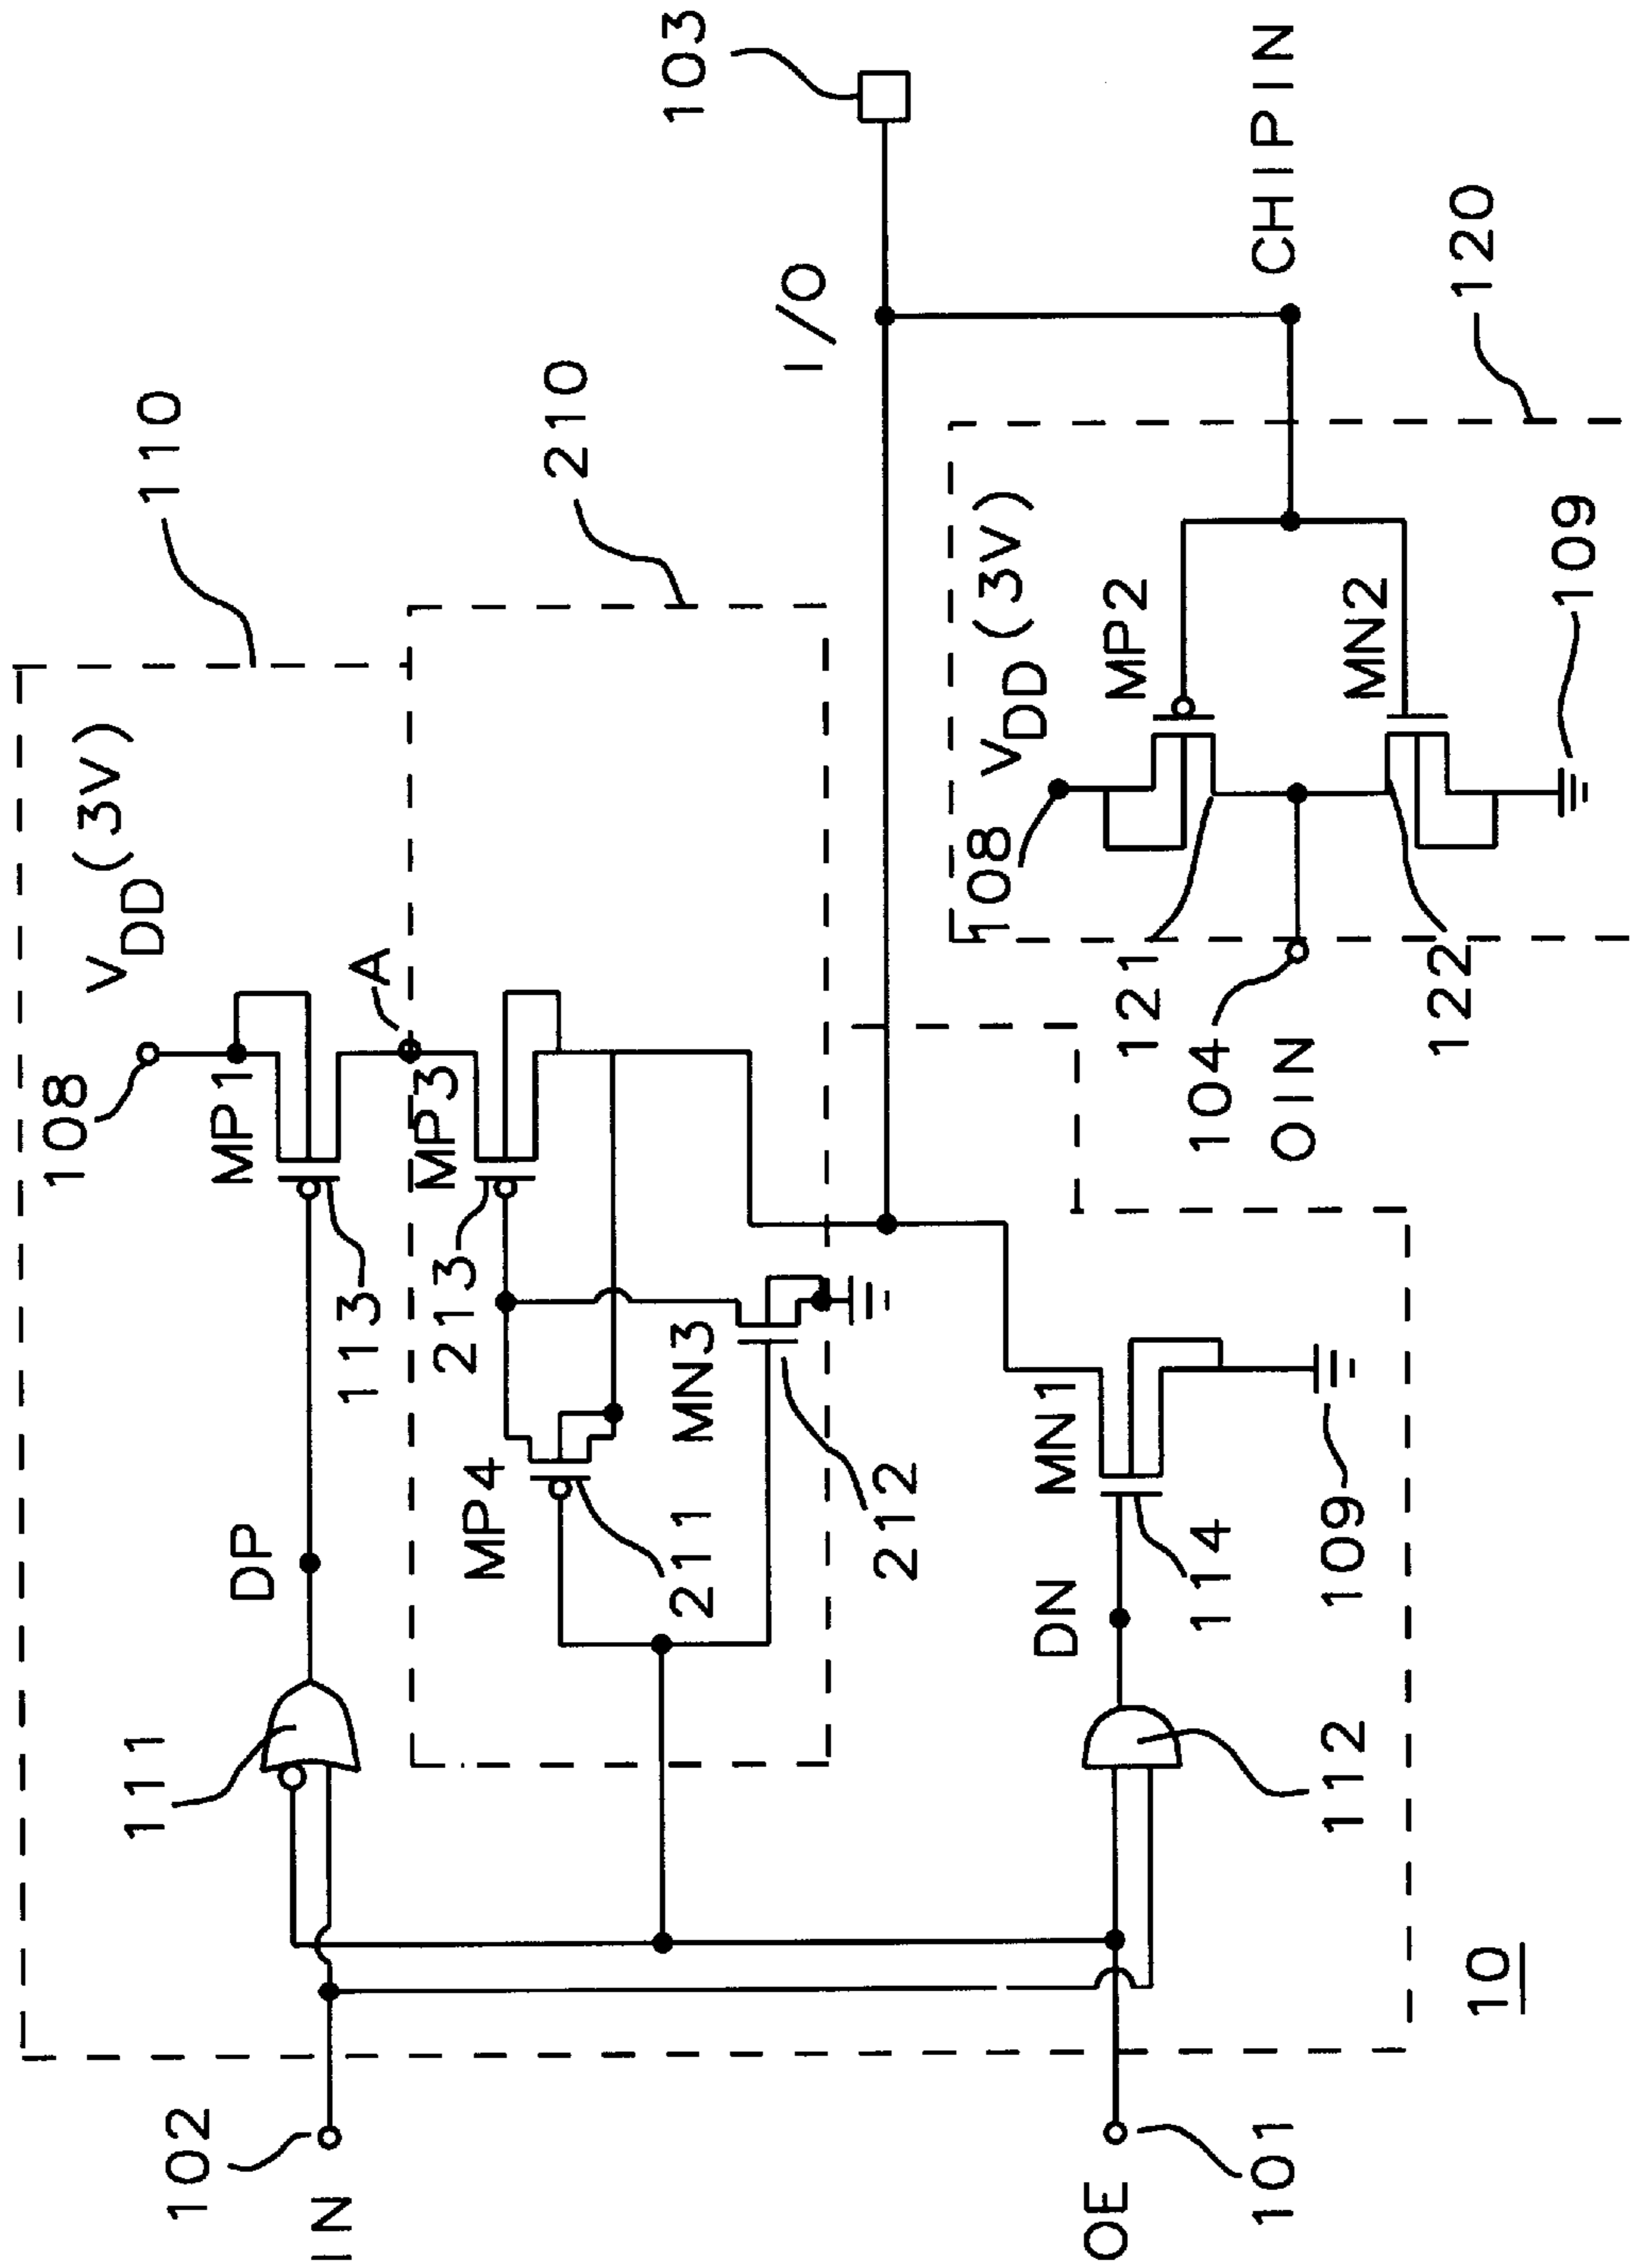 110
210
108
VDD (3V)
A
MP1
113
MP3
213
DP
111
MP4
211
MN3
212
102
IN
I/O
103
DN
MN1
114
109
112
OE
101
10
108
VDD (3V)
MP2
121
104
OIN
122
MN2
109
120
CHIPIN